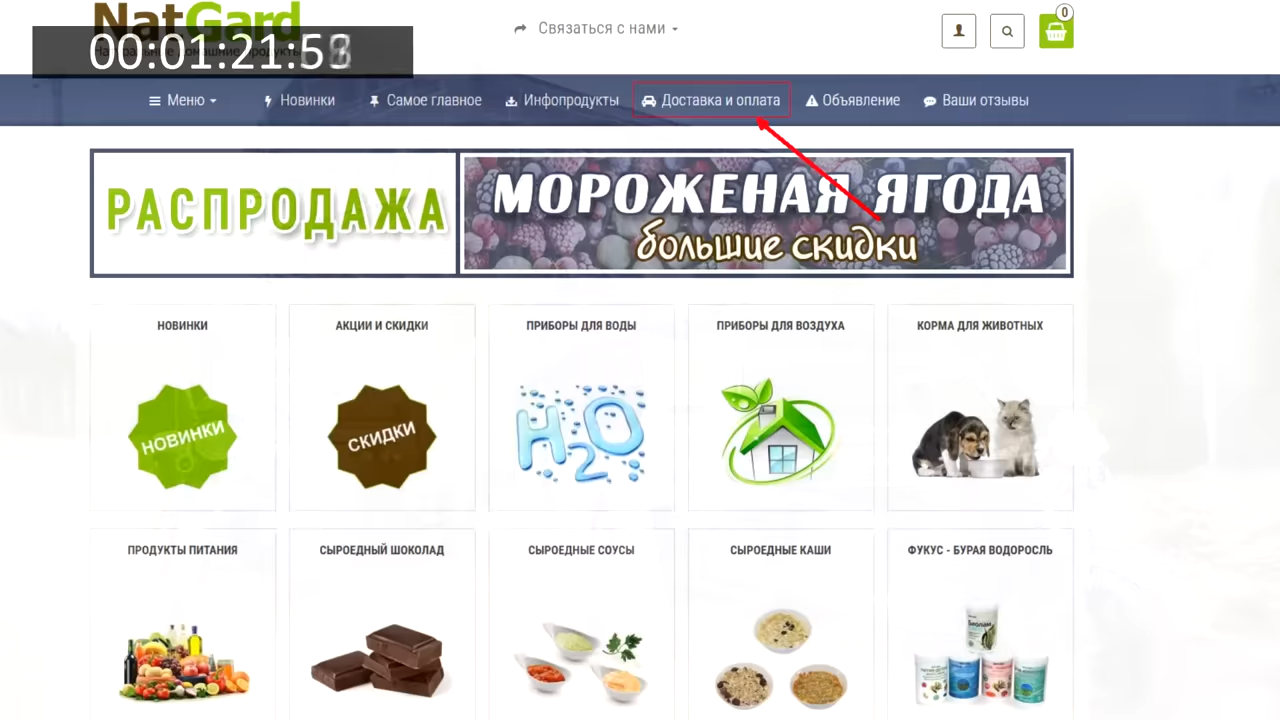 NatGard
Связаться с нами
0
00:01:21:5
Меню
Новинки
Самое главное
Инфопродукты
Доставка и оплата
Объявление
Ваши отзывы
РАСПРОДАЖА
МОРОЖЕНАЯ ЯГОДА
большие скидки
НОВИНКИ
АКЦИИ И СКИДКИ
ПРИБОРЫ ДЛЯ ВОДЫ
ПРИБОРЫ ДЛЯ ВОЗДУХА
КОРМА ДЛЯ ЖИВОТНЫХ
НОВИНКИ
СКИДКИ
H2O
ПРОДУКТЫ ПИТАНИЯ
СЫРОЕДНЫЙ ШОКОЛАД
СЫРОЕДНЫЕ СОУСЫ
СЫРОЕДНЫЕ КАШИ
ФУКУС - БУРАЯ ВОДОРОСЛЬ